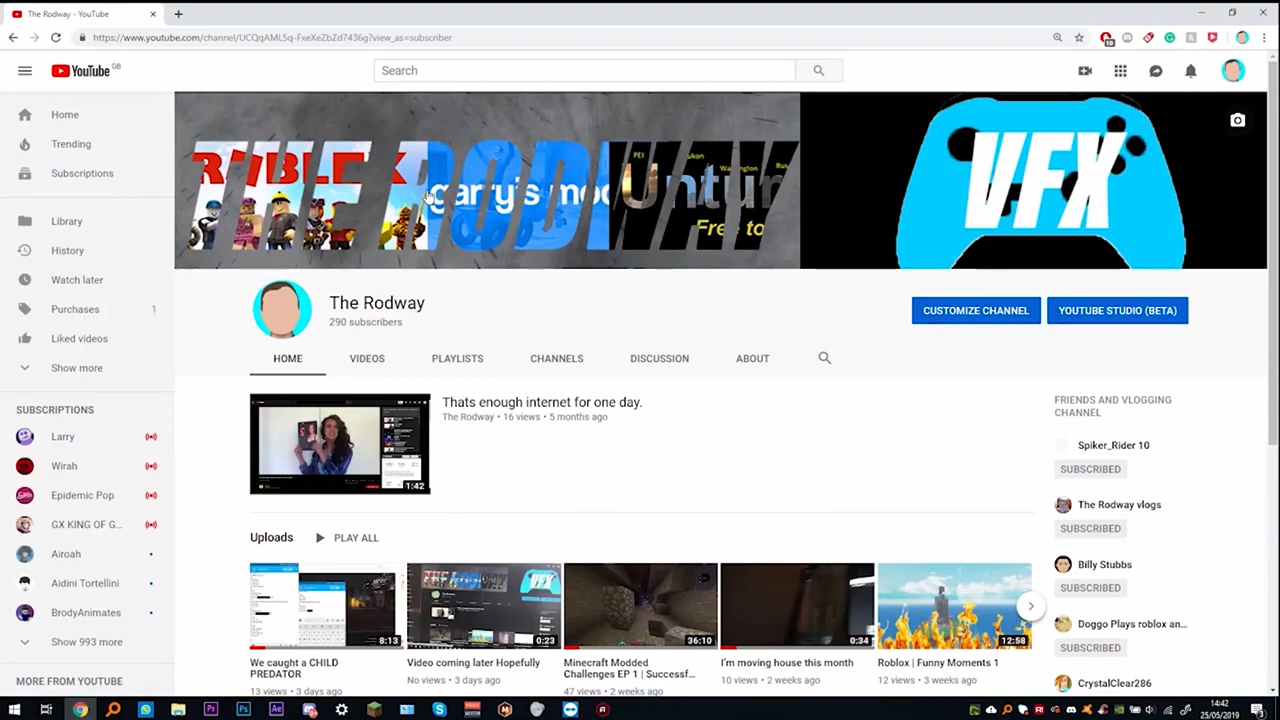 The Rodway - YouTube
https://www.youtube.com/channel/UCQqAML5q-FxeXeZbZd7436g?view_as=subscriber
YouTube GB
Search
Home
Trending
Subscriptions
Library
History
Watch later
Purchases 1
Liked videos
Show more
SUBSCRIPTIONS
Larry
Wirah
Epidemic Pop
GX KING OF G...
Airoah
Aidini Tortellini
BrodyAnimates
Show 993 more
MORE FROM YOUTUBE
THE RODWAY
garry's mod
Free to
VFX
The Rodway
290 subscribers
CUSTOMIZE CHANNEL
YOUTUBE STUDIO (BETA)
HOME VIDEOS PLAYLISTS CHANNELS DISCUSSION ABOUT
Thats enough internet for one day.
The Rodway • 16 views • 5 months ago
1:42
Uploads PLAY ALL
8:13
We caught a CHILD
PREDATOR
13 views • 3 days ago
0:23
Video coming later Hopefully
No views • 3 days ago
36:10
Minecraft Modded
Challenges EP 1 | Successf...
47 views • 2 weeks ago
0:34
I'm moving house this month
10 views • 2 weeks ago
12:58
Roblox | Funny Moments 1
12 views • 3 weeks ago
FRIENDS AND VLOGGING
CHANNEL
Spiker_Rider 10
SUBSCRIBED
The Rodway vlogs
SUBSCRIBED
Billy Stubbs
SUBSCRIBED
Doggo Plays roblox an...
SUBSCRIBED
CrystalClear286
14:42
25/05/2019